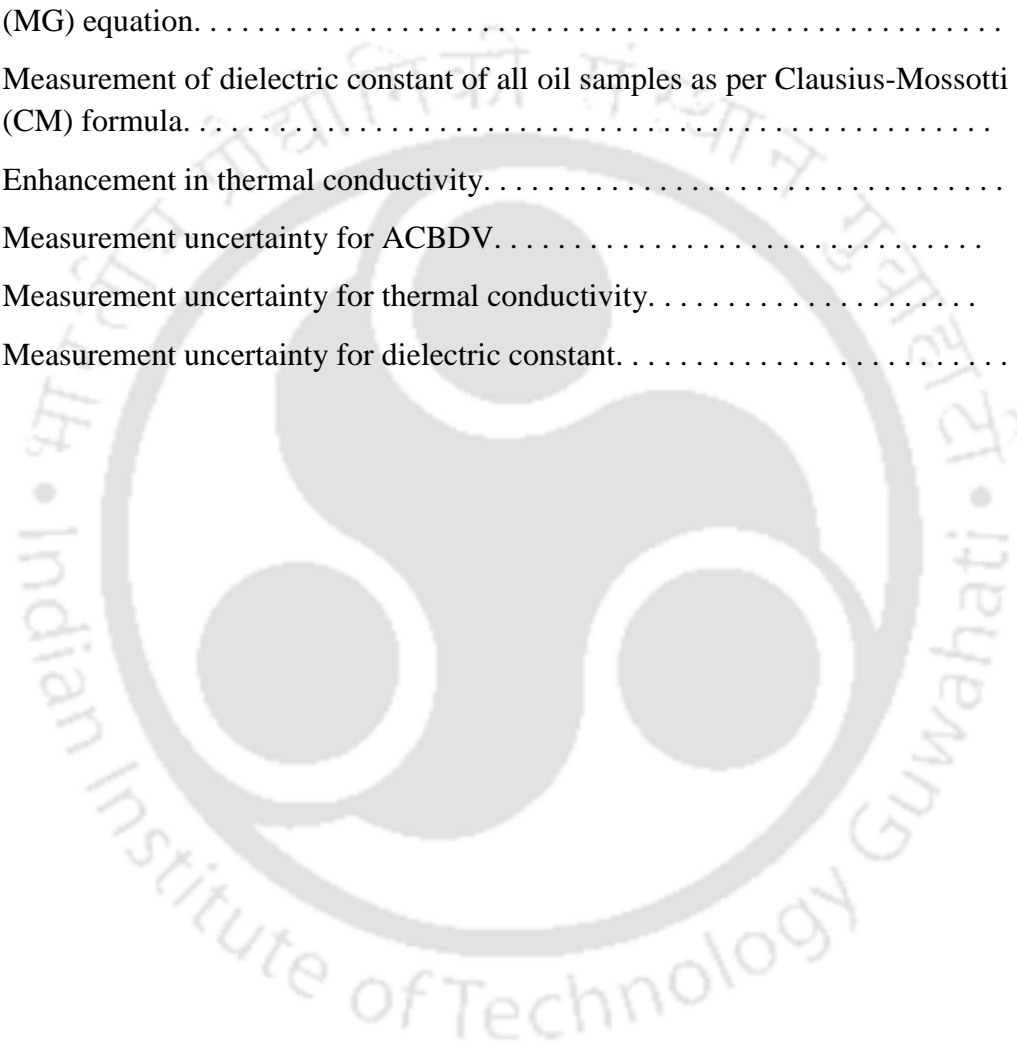 (MG) equation. . . . . . . . . . . . . . . . . . . . . . . . . . . . . . . . . . . . . . . . . . . . . . . . . . .
Measurement of dielectric constant of all oil samples as per Clausius-Mossotti
(CM) formula. . . . . . . . . . . . . . . . . . . . . . . . . . . . . . . . . . . . . . . . . . . . . . . . . . .
Enhancement in thermal conductivity. . . . . . . . . . . . . . . . . . . . . . . . . . . . . . . . .
Measurement uncertainty for ACBDV. . . . . . . . . . . . . . . . . . . . . . . . . . . . . . .
Measurement uncertainty for thermal conductivity. . . . . . . . . . . . . . . . . . . . .
Measurement uncertainty for dielectric constant. . . . . . . . . . . . . . . . . . . . . . . . .
भारतीय प्रौद्योगिकी संस्थान गुवाहाटी
Indian Institute of Technology Guwahati